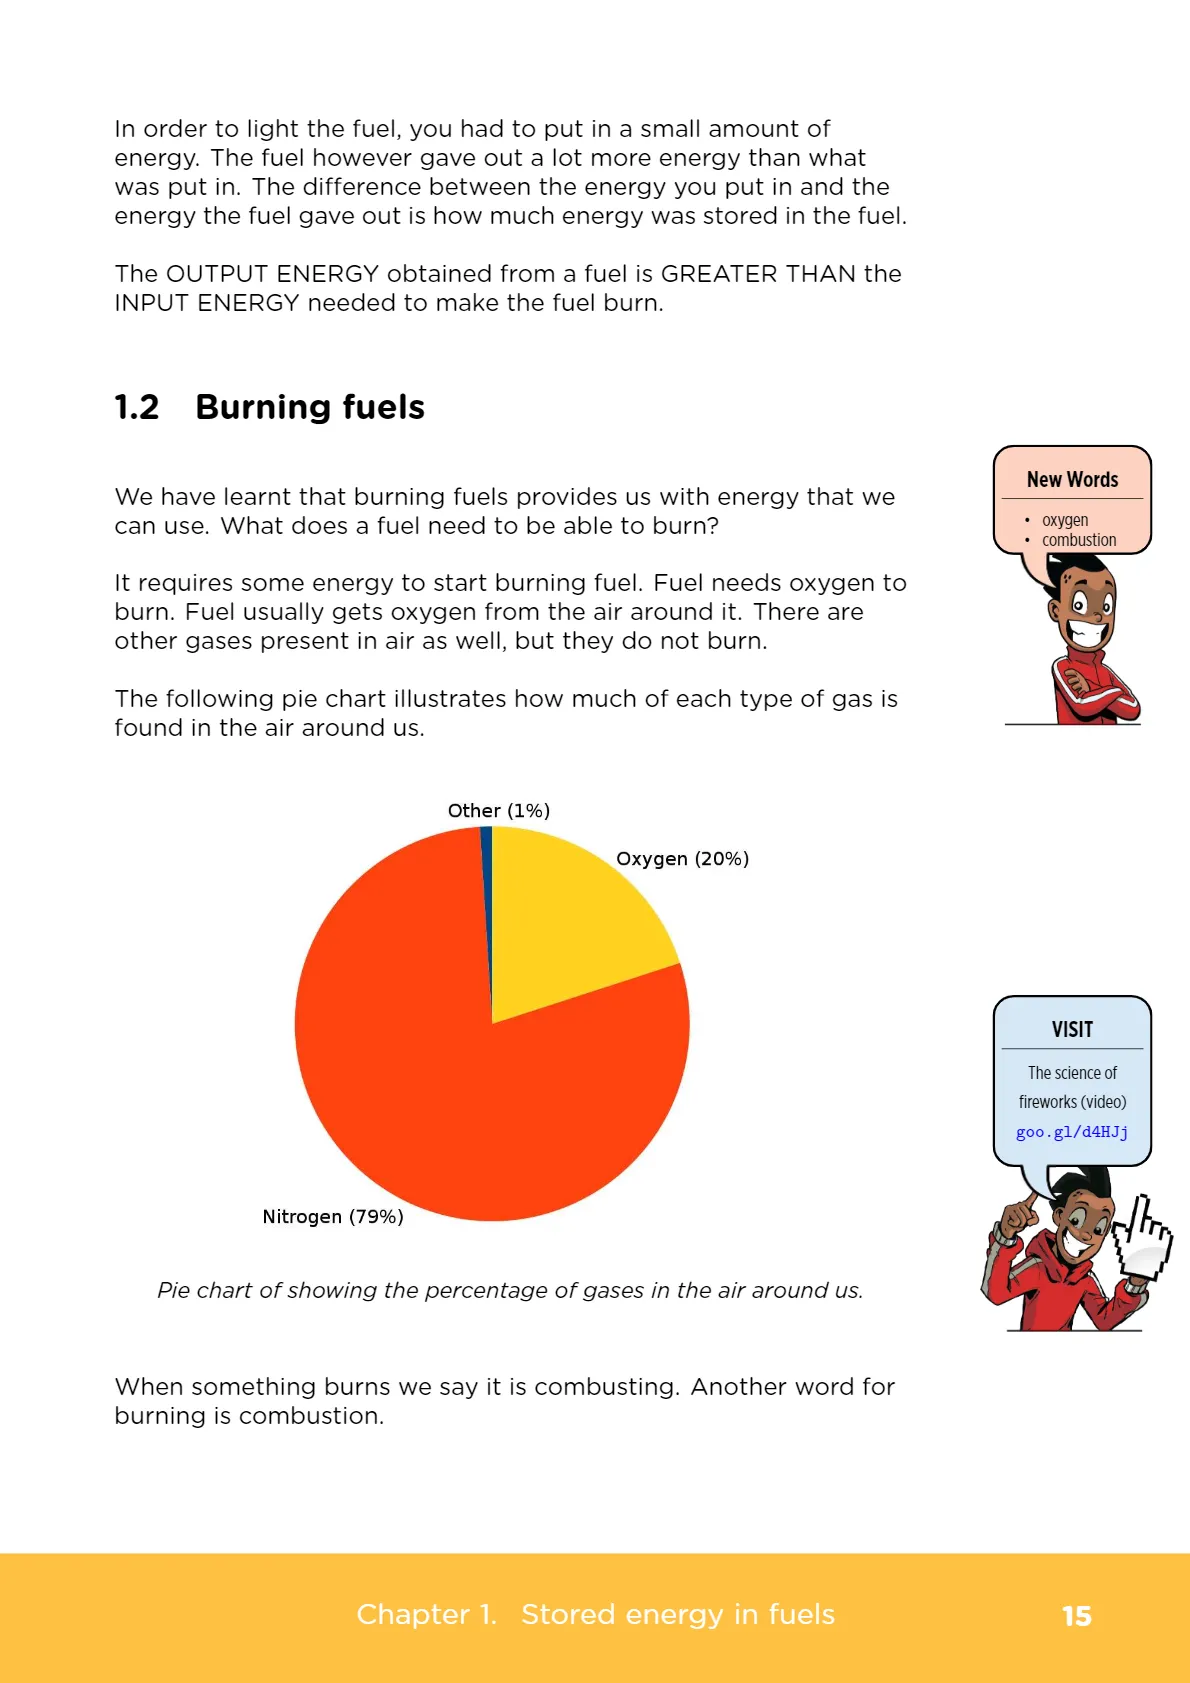 In order to light the fuel, you had to put in a small amount of
energy. The fuel however gave out a lot more energy than what
was put in. The difference between the energy you put in and the
energy the fuel gave out is how much energy was stored in the fuel.
The OUTPUT ENERGY obtained from a fuel is GREATER THAN the
INPUT ENERGY needed to make the fuel burn.
1.2 Burning fuels
We have learnt that burning fuels provides us with energy that we
can use. What does a fuel need to be able to burn?
It requires some energy to start burning fuel. Fuel needs oxygen to
burn. Fuel usually gets oxygen from the air around it. There are
other gases present in air as well, but they do not burn.
The following pie chart illustrates how much of each type of gas is
found in the air around us.
New Words
• oxygen
• combustion
Other (1%)
Oxygen (20%)
Nitrogen (79%)
Pie chart of showing the percentage of gases in the air around us.
VISIT
The science of
fireworks (video)
goo.gl/d4HJj
When something burns we say it is combusting. Another word for
burning is combustion.
Chapter 1. Stored energy in fuels
15